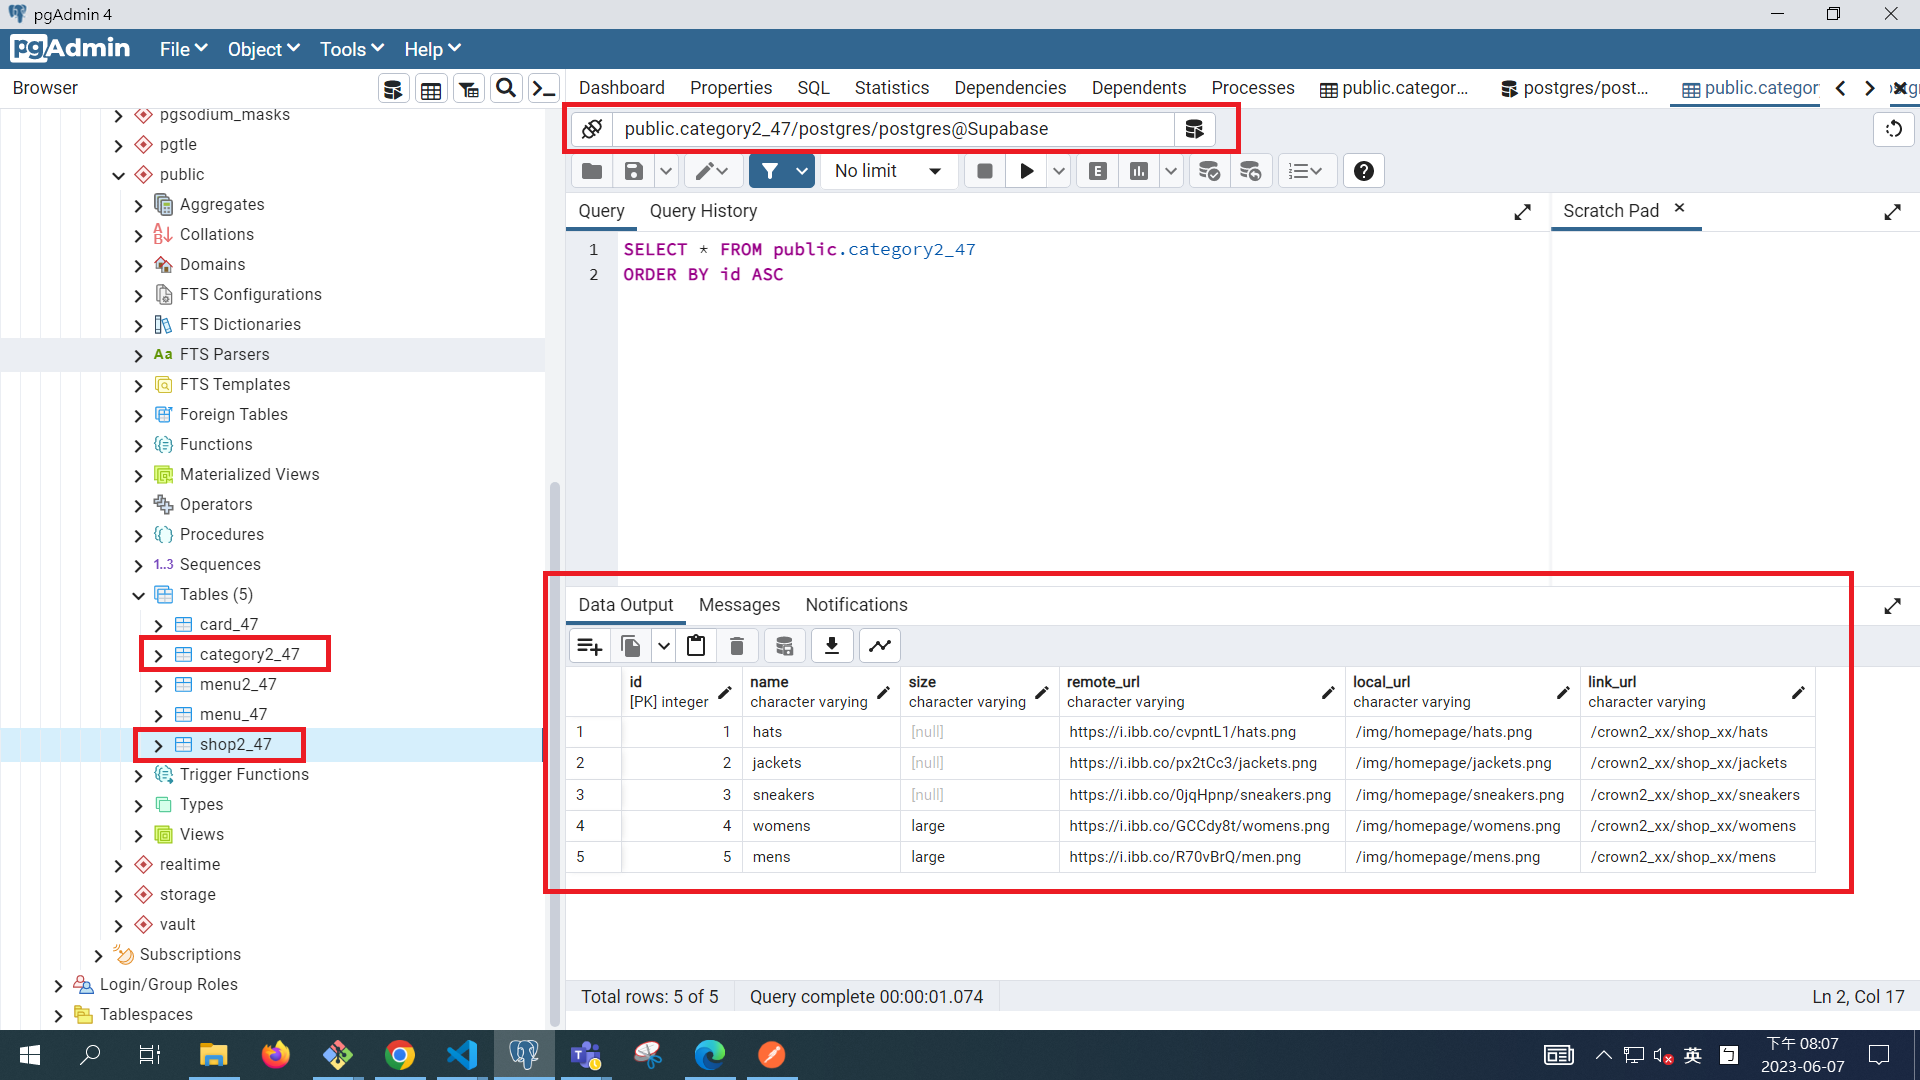 pgAdmin 4
pgAdmin File Object Tools Help
Browser
Dashboard Properties SQL Statistics Dependencies Dependents Processes public.categor... postgres/post... public.categor
pgsodium_masks
pgtle
public
Aggregates
Collations
Domains
FTS Configurations
FTS Dictionaries
Aa FTS Parsers
FTS Templates
Foreign Tables
Functions
Materialized Views
Operators
Procedures
1..3 Sequences
Tables (5)
card_47
category2_47
menu2_47
menu_47
shop2_47
Trigger Functions
Types
Views
realtime
storage
vault
Subscriptions
Login/Group Roles
Tablespaces
public.category2_47/postgres/postgres@Supabase
No limit E
Query Query History
Scratch Pad
1 SELECT * FROM public.category2_47
2 ORDER BY id ASC
Data Output Messages Notifications
id name size remote_url local_url link_url
[PK] integer character varying character varying character varying character varying character varying
1 1 hats [null] https://i.ibb.co/cvpntL1/hats.png /img/homepage/hats.png /crown2_xx/shop_xx/hats
2 2 jackets [null] https://i.ibb.co/px2tCc3/jackets.png /img/homepage/jackets.png /crown2_xx/shop_xx/jackets
3 3 sneakers [null] https://i.ibb.co/0jqHpnp/sneakers.png /img/homepage/sneakers.png /crown2_xx/shop_xx/sneakers
4 4 womens large https://i.ibb.co/GCCdy8t/womens.png /img/homepage/womens.png /crown2_xx/shop_xx/womens
5 5 mens large https://i.ibb.co/R70vBrQ/men.png /img/homepage/mens.png /crown2_xx/shop_xx/mens
Total rows: 5 of 5 Query complete 00:00:01.074 Ln 2, Col 17
英
下午 08:07
2023-06-07